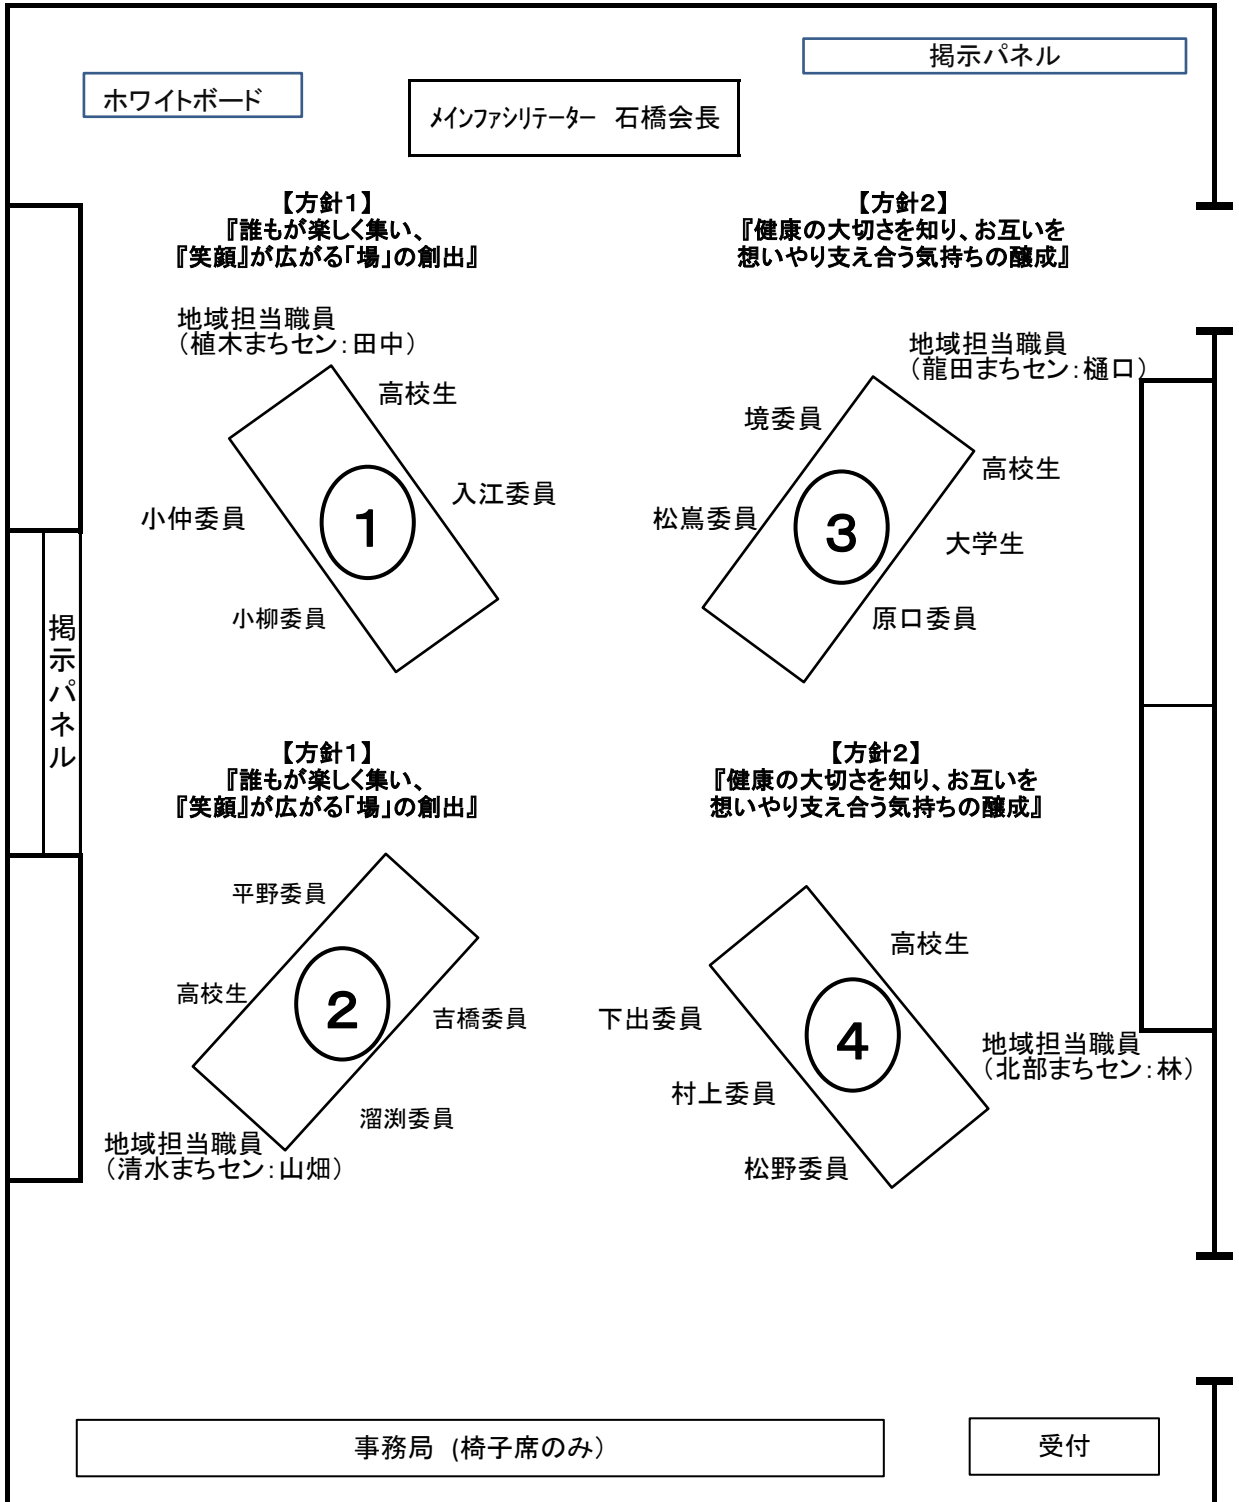 掲示パネル
ホワイトボード
メインファシリテーター 石橋会長
【方針1】
『誰もが楽しく集い、
『笑顔』が広がる「場」の創出』
【方針2】
『健康の大切さを知り、お互いを
想いやり支え合う気持ちの醸成』
地域担当職員
（植木まちセン：田中）
高校生
入江委員
小仲委員
1
小柳委員
地域担当職員
（龍田まちセン：樋口）
境委員
高校生
松嶌委員
3
大学生
原口委員
掲示パネル
【方針1】
『誰もが楽しく集い、
『笑顔』が広がる「場」の創出』
【方針2】
『健康の大切さを知り、お互いを
想いやり支え合う気持ちの醸成』
平野委員
高校生
2
吉橋委員
溜渕委員
地域担当職員
（清水まちセン：山畑）
高校生
下出委員
4
地域担当職員
（北部まちセン：林）
村上委員
松野委員
事務局 (椅子席のみ）
受付